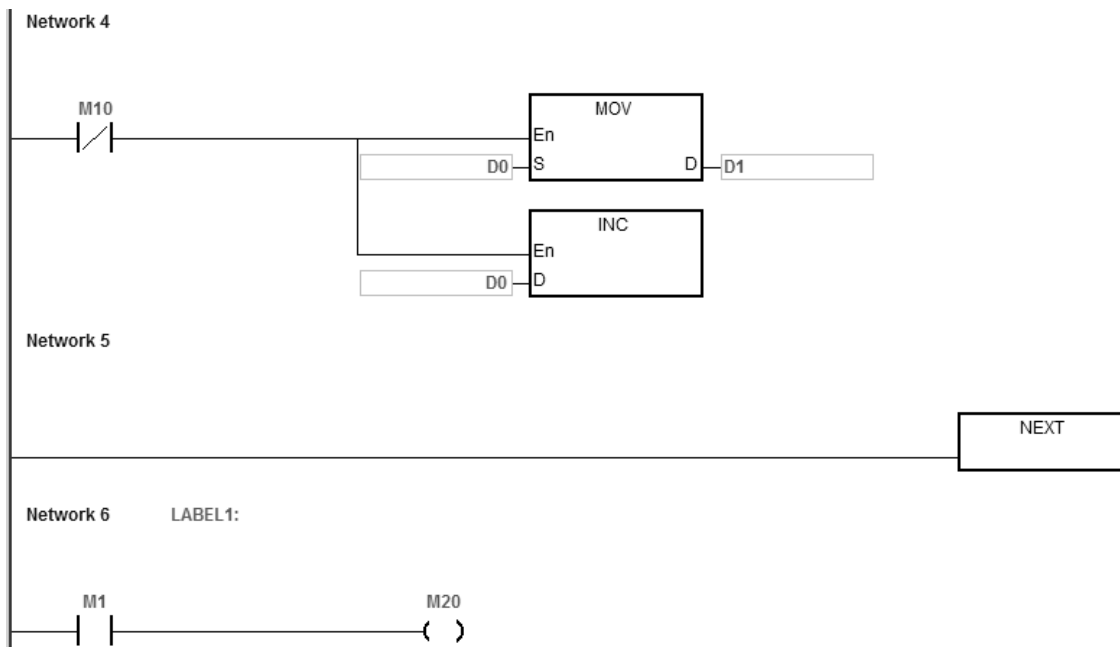 Network 4
M10
MOV
En
D0 S D D1
INC
En
D0 D
Network 5
NEXT
Network 6 LABEL1:
M1 M20